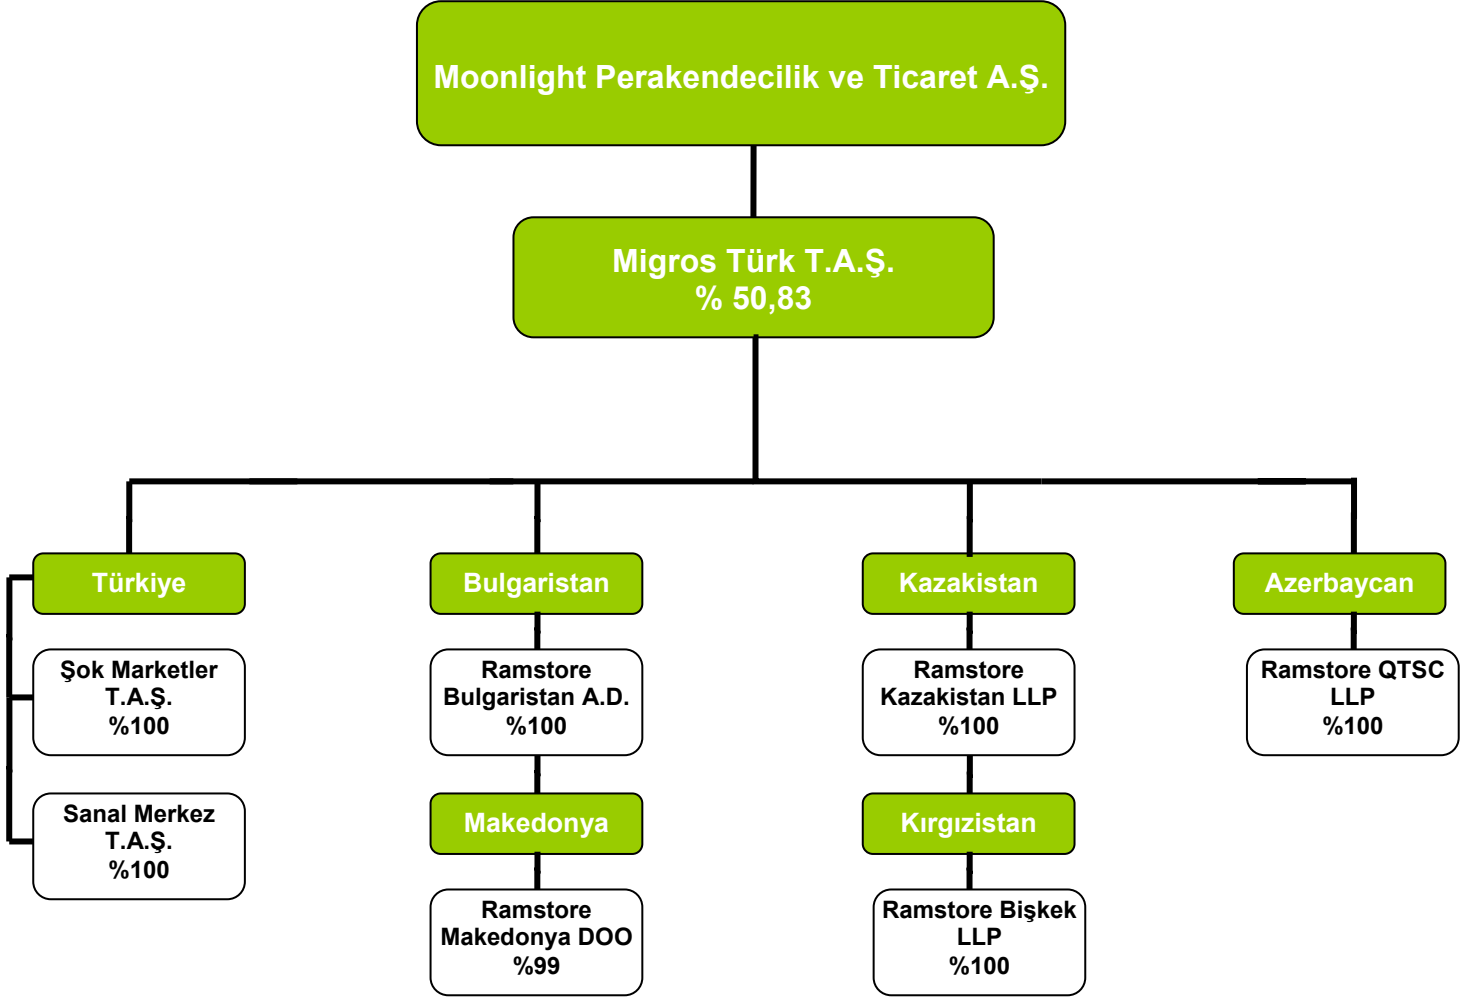 Moonlight Perakendecilik ve Ticaret A.Ş.
Migros Türk T.A.Ş.
% 50,83
Türkiye
Bulgaristan
Kazakistan
Azerbaycan
Şok Marketler
T.A.Ş.
%100
Ramstore
Bulgaristan A.D.
%100
Ramstore
Kazakistan LLP
%100
Ramstore QTSC
LLP
%100
Sanal Merkez
T.A.Ş.
%100
Makedonya
Kırgızistan
Ramstore
Makedonya DOO
%99
Ramstore Bişkek
LLP
%100